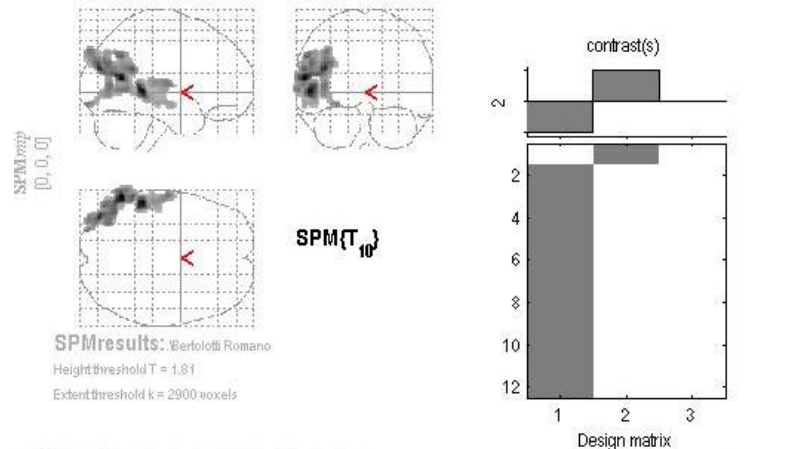 SPMmip
[0, 0, 0]
SPM{T10}
SPMresults: .\Bertolotti Romano
Height threshold T = 1.81
Extent threshold k = 2900 voxels
contrast(s)
2
2
4
6
8
10
12
1 2 3
Design matrix